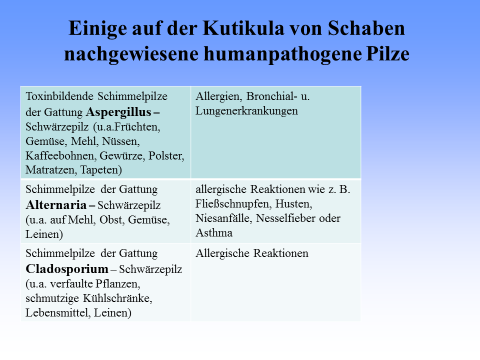 Einige auf der Kutikula von Schaben
nachgewiesene humanpathogene Pilze
Toxinbildende Schimmelpilze
der Gattung Aspergillus –
Schwärzepilz (u.a.Früchten,
Gemüse, Mehl, Nüssen,
Kaffeebohnen, Gewürze, Polster,
Matratzen, Tapeten)
Allergien, Bronchial- u.
Lungenerkrankungen
Schimmelpilze der Gattung
Alternaria – Schwärzepilz
(u.a. auf Mehl, Obst, Gemüse,
Leinen)
allergische Reaktionen wie z. B.
Fließschnupfen, Husten,
Niesanfälle, Nesselfieber oder
Asthma
Schimmelpilze der Gattung
Cladosporium – Schwärzepilz
(u.a. verfaulte Pflanzen,
schmutzige Kühlschränke,
Lebensmittel, Leinen)
Allergische Reaktionen